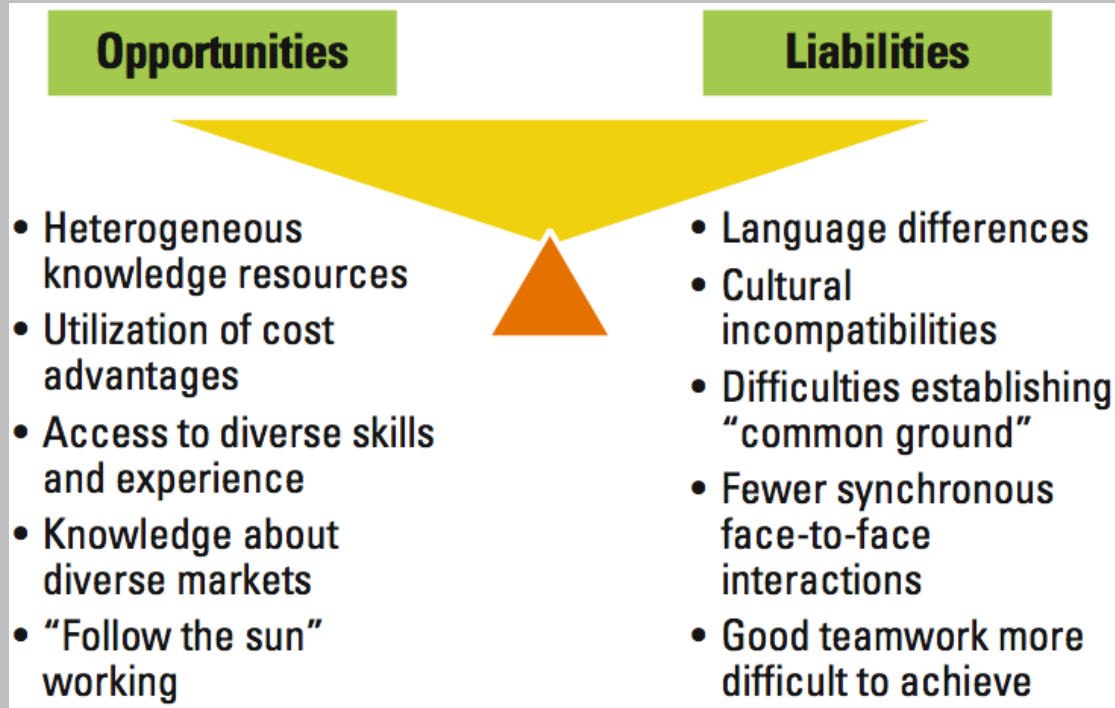 Opportunities
• Heterogeneous
knowledge resources
• Utilization of cost
advantages
• Access to diverse skills
and experience
• Knowledge about
diverse markets
• “Follow the sun”
working
Liabilities
• Language differences
• Cultural
incompatibilities
• Difficulties establishing
“common ground”
• Fewer synchronous
face-to-face
interactions
• Good teamwork more
difficult to achieve